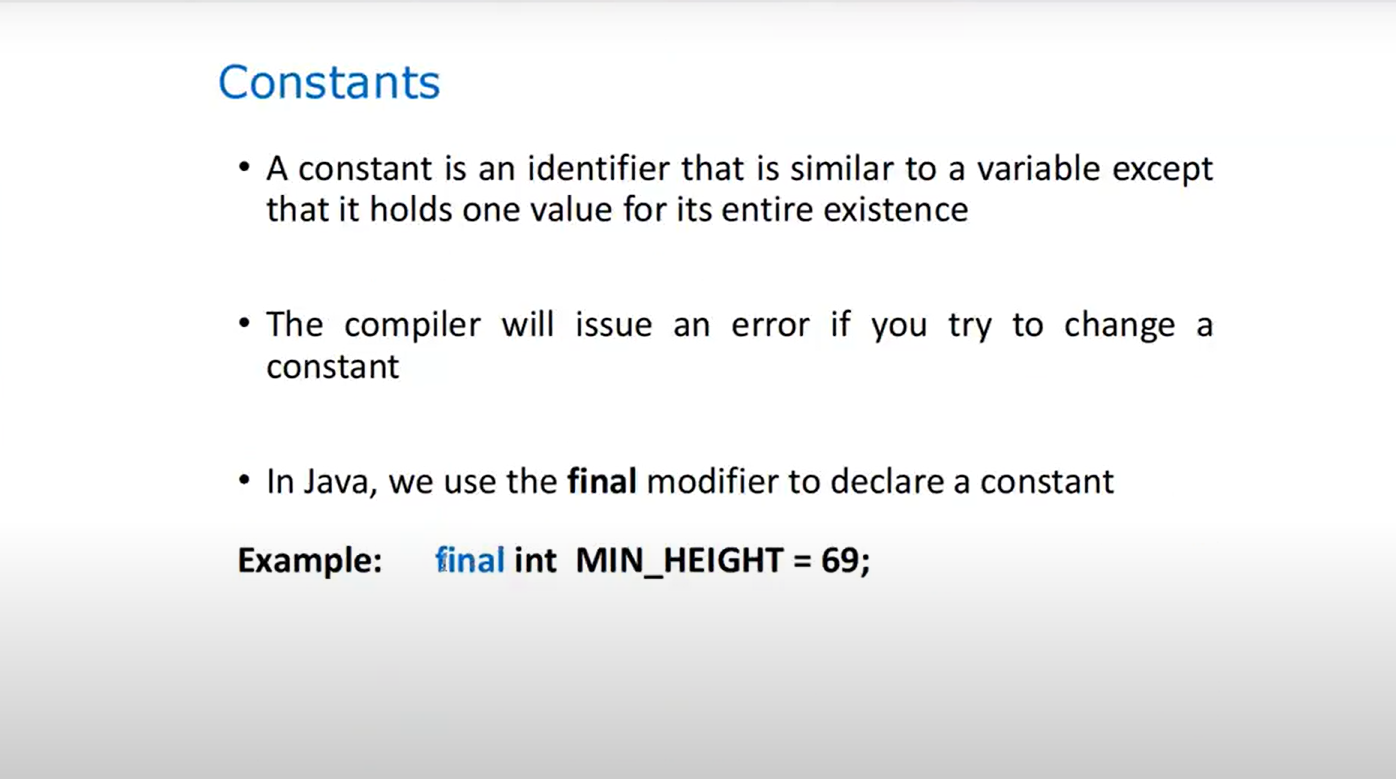 Constants
• A constant is an identifier that is similar to a variable except
that it holds one value for its entire existence
• The compiler will issue an error if you try to change a
constant
• In Java, we use the final modifier to declare a constant
Example: final int MIN_HEIGHT = 69;